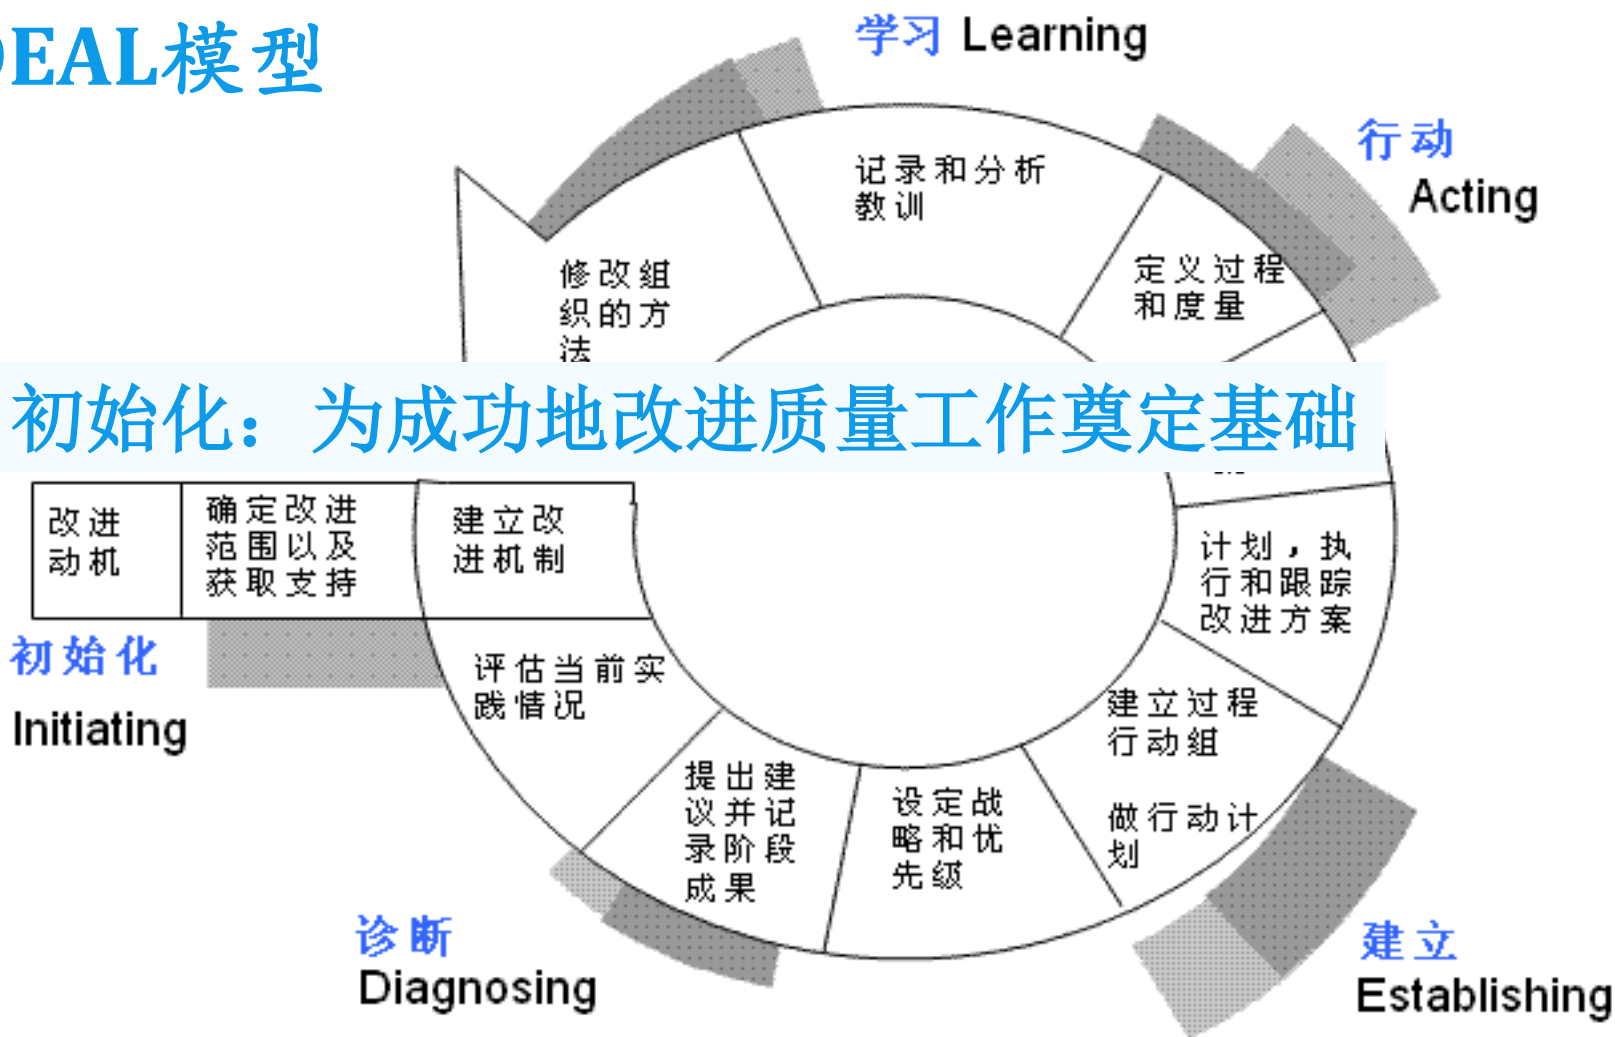 DEAL模型
学习 Learning
行动
Acting
记录和分析
教训
定义过程
和度量
修改组
织的方
法
初始化：为成功地改进质量工作奠定基础
改进
动机
确定改进
范围以及
获取支持
建立改
进机制
计划，执
行和跟踪
改进方案
初始化
Initiating
评估当前实
践情况
建立过程
行动组
做行动计
划
提出建
议并记
录阶段
成果
设定战
略和优
先级
诊断
Diagnosing
建立
Establishing